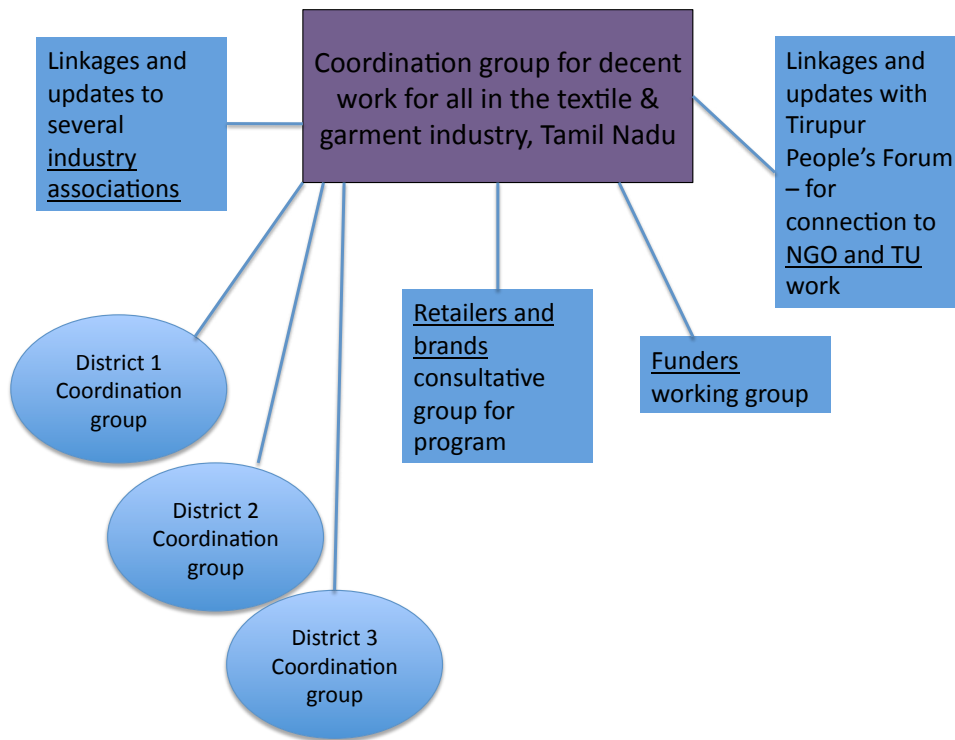 Linkages and
updates to
several
industry
associations
Coordination group for decent
work for all in the textile &
garment industry, Tamil Nadu
Linkages and
updates with
Tirupur
People’s Forum
– for
connection to
NGO and TU
work
District 1
Coordination
group
District 2
Coordination
group
District 3
Coordination
group
Retailers and
brands
consultative
group for
program
Funders
working group